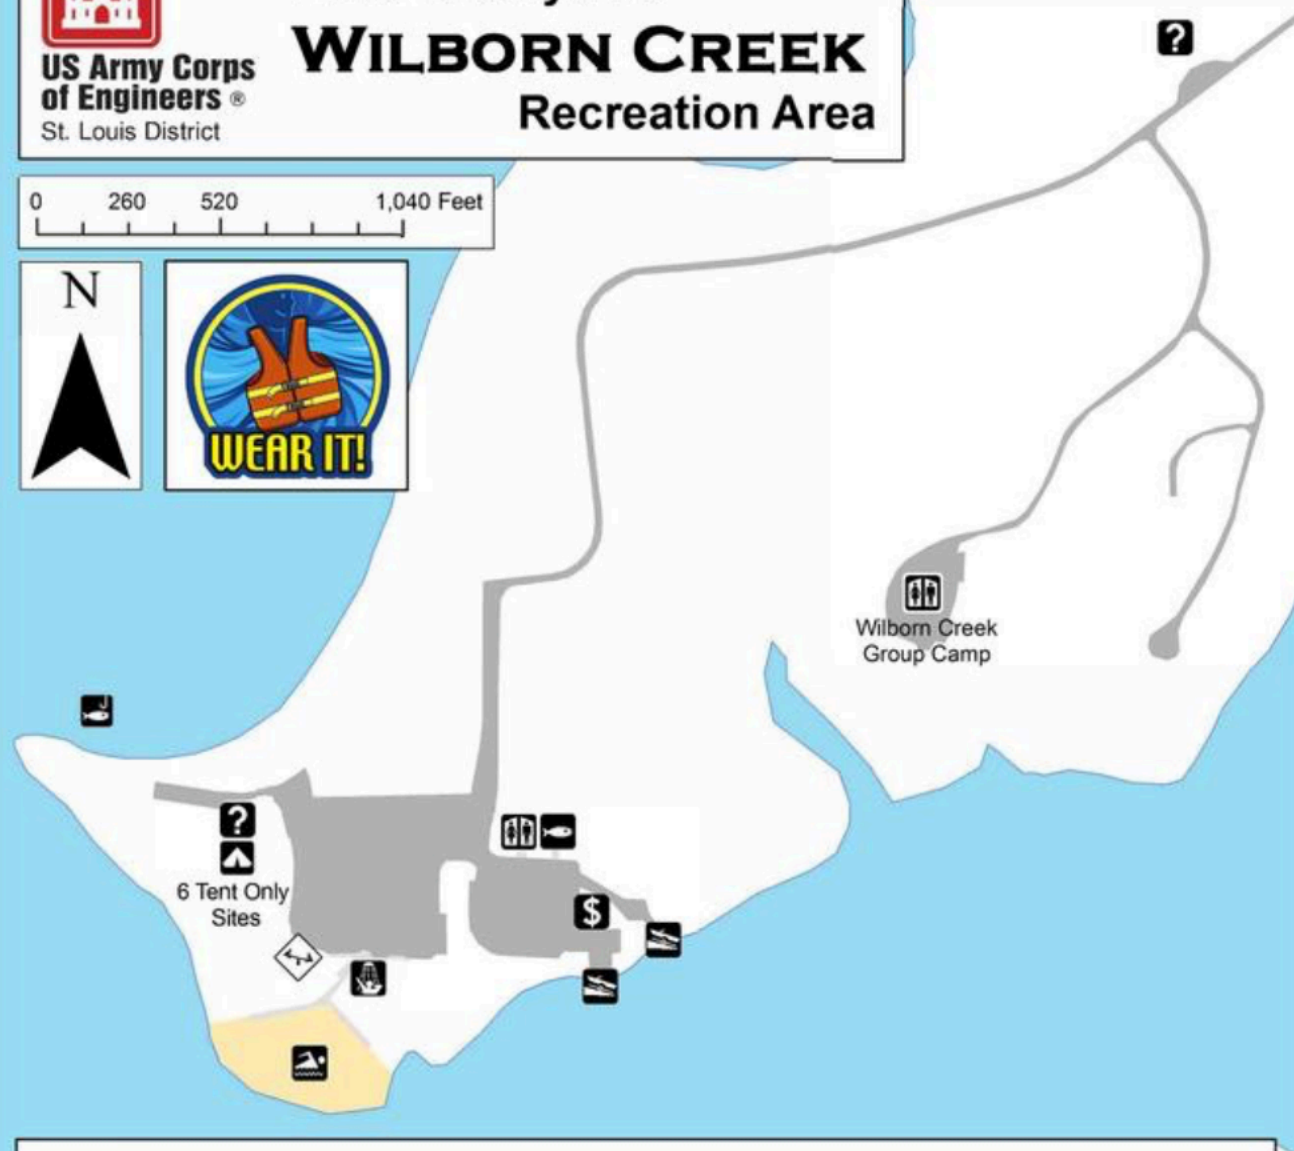 WILBORN CREEK
Recreation Area
US Army Corps
of Engineers ®
St. Louis District
0 260 520 1,040 Feet
N
WEAR IT!
?
Wilborn Creek
Group Camp
?
6 Tent Only
Sites
$